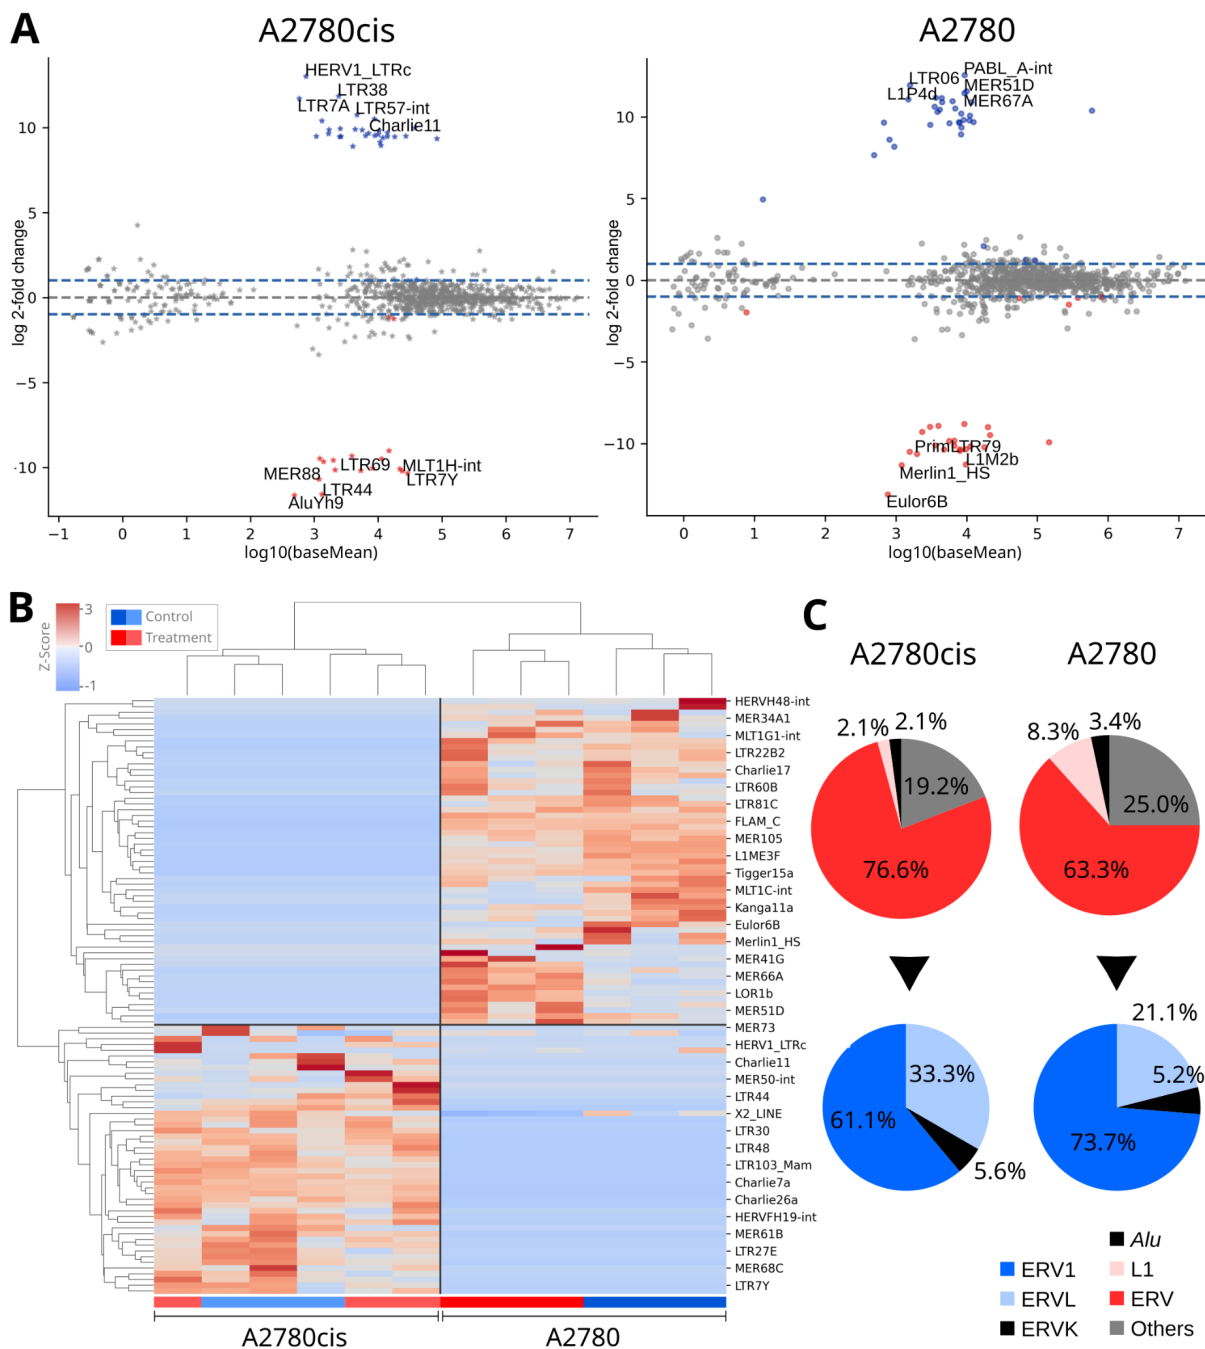 A
A2780cis
A2780
HERV1_LTRc
LTR38
LTR7A
LTR57-int
Charlie11
10
5
0
−5
-10
log 2-fold change
MER88
LTR69
MLT1H-int
LTR7Y
LTR44
AluYh9
−1
0
1
2
3
4
5
6
7
log10(baseMean)
PABL_A-int
LTR06
MER51D
L1P4d
MER67A
10
5
0
−5
−10
log 2-fold change
PrimLTR79
L1M2b
Merlin1_HS
Eulor6B
0
1
2
3
4
5
6
7
log10(baseMean)
B
Z-Score
3
0
-1
Control
Treatment
HERVH48-int
MER34A1
MLT1G1-int
LTR22B2
Charlie17
LTR60B
LTR81C
FLAM_C
MER105
L1ME3F
Tigger15a
MLT1C-int
Kanga11a
Eulor6B
Merlin1_HS
MER41G
MER66A
LOR1b
MER51D
MER73
HERV1_LTRc
Charlie11
MER50-int
LTR44
X2_LINE
LTR30
LTR48
LTR103_Mam
Charlie7a
Charlie26a
HERVFH19-int
MER61B
LTR27E
MER68C
LTR7Y
A2780cis
A2780
C
A2780cis
A2780
2.1%
2.1%
19.2%
76.6%
8.3%
3.4%
25.0%
63.3%
33.3%
61.1%
5.6%
21.1%
5.2%
73.7%
Alu
ERV1
L1
ERVL
ERV
ERVK
Others